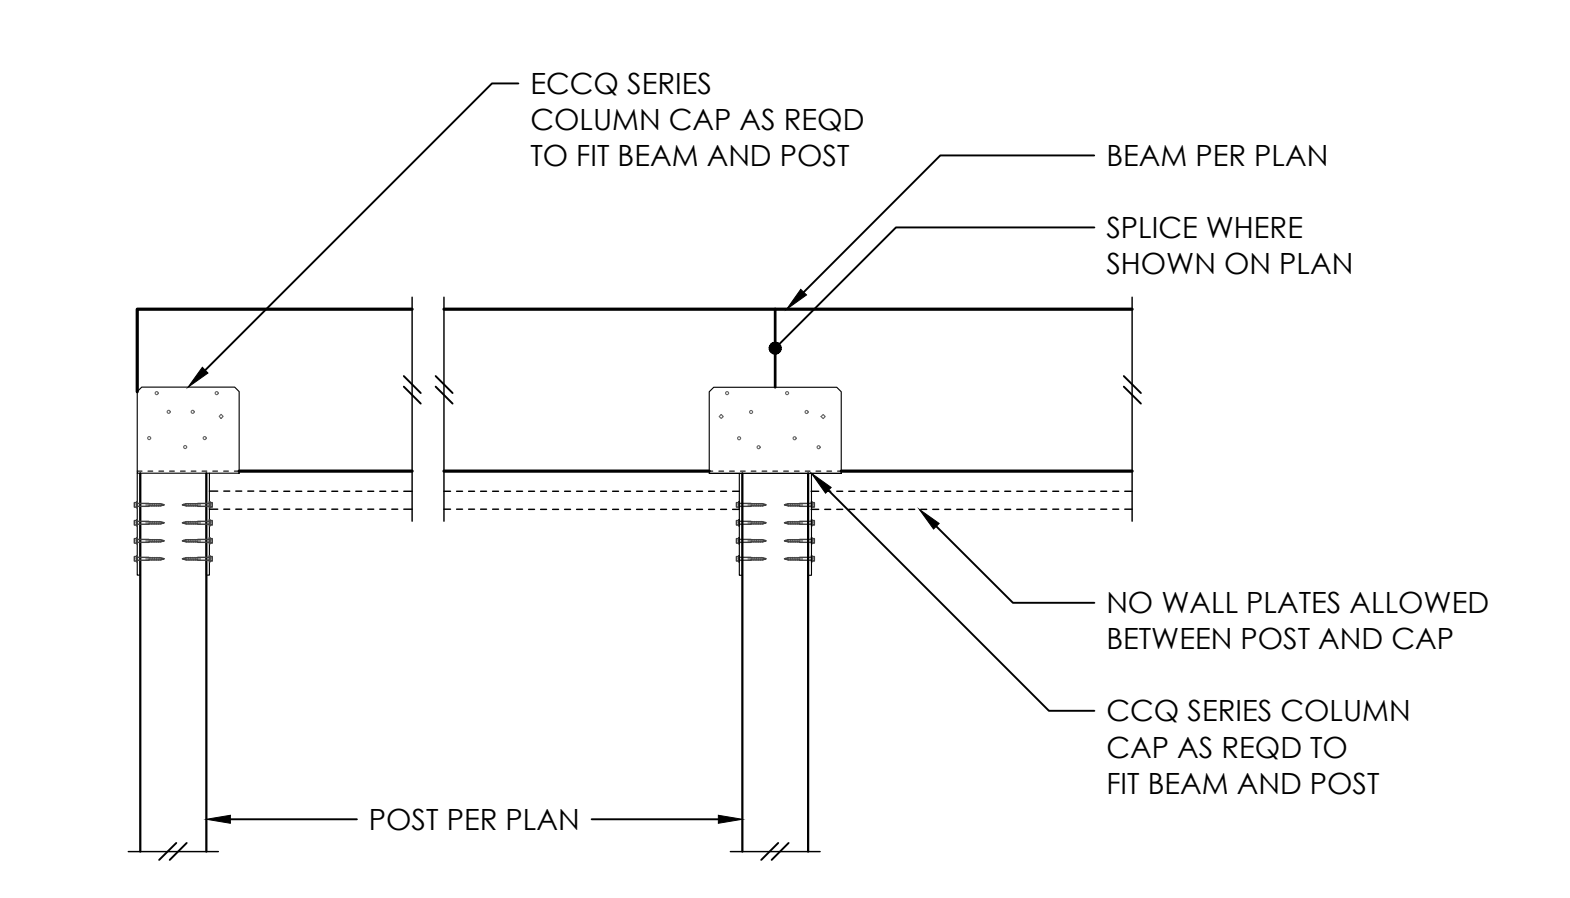 ECCQ SERIES
COLUMN CAP AS REQD
TO FIT BEAM AND POST
BEAM PER PLAN
SPLICE WHERE
SHOWN ON PLAN
NO WALL PLATES ALLOWED
BETWEEN POST AND CAP
CCQ SERIES COLUMN
CAP AS REQD TO
FIT BEAM AND POST
POST PER PLAN